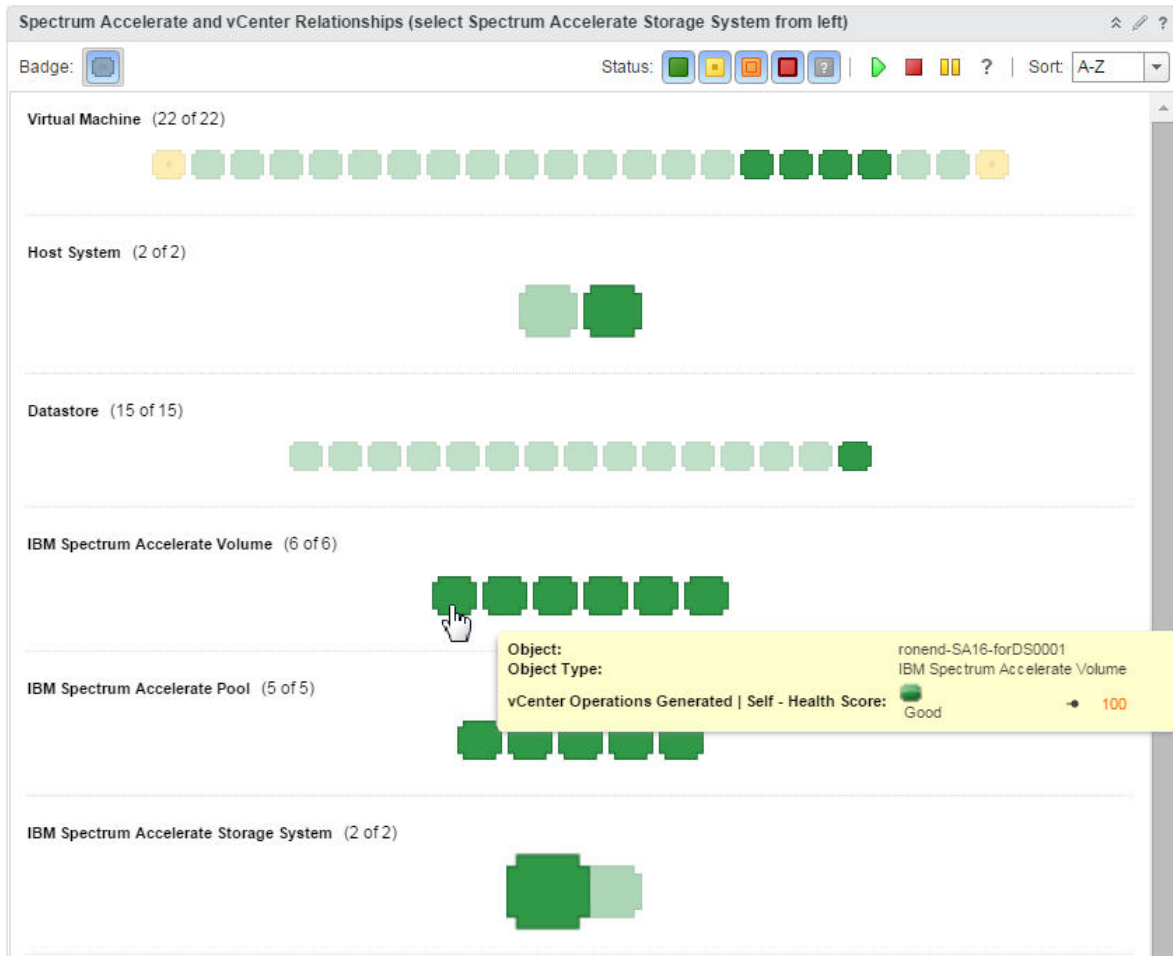 Spectrum Accelerate and vCenter Relationships (select Spectrum Accelerate Storage System from left) ?
Badge: Status: ? ? Sort: A-Z
Virtual Machine (22 of 22)
Host System (2 of 2)
Datastore (15 of 15)
IBM Spectrum Accelerate Volume (6 of 6)
Object: ronend-SA16-forDS0001
Object Type: IBM Spectrum Accelerate Volume
vCenter Operations Generated | Self - Health Score: Good 100
IBM Spectrum Accelerate Pool (5 of 5)
IBM Spectrum Accelerate Storage System (2 of 2)